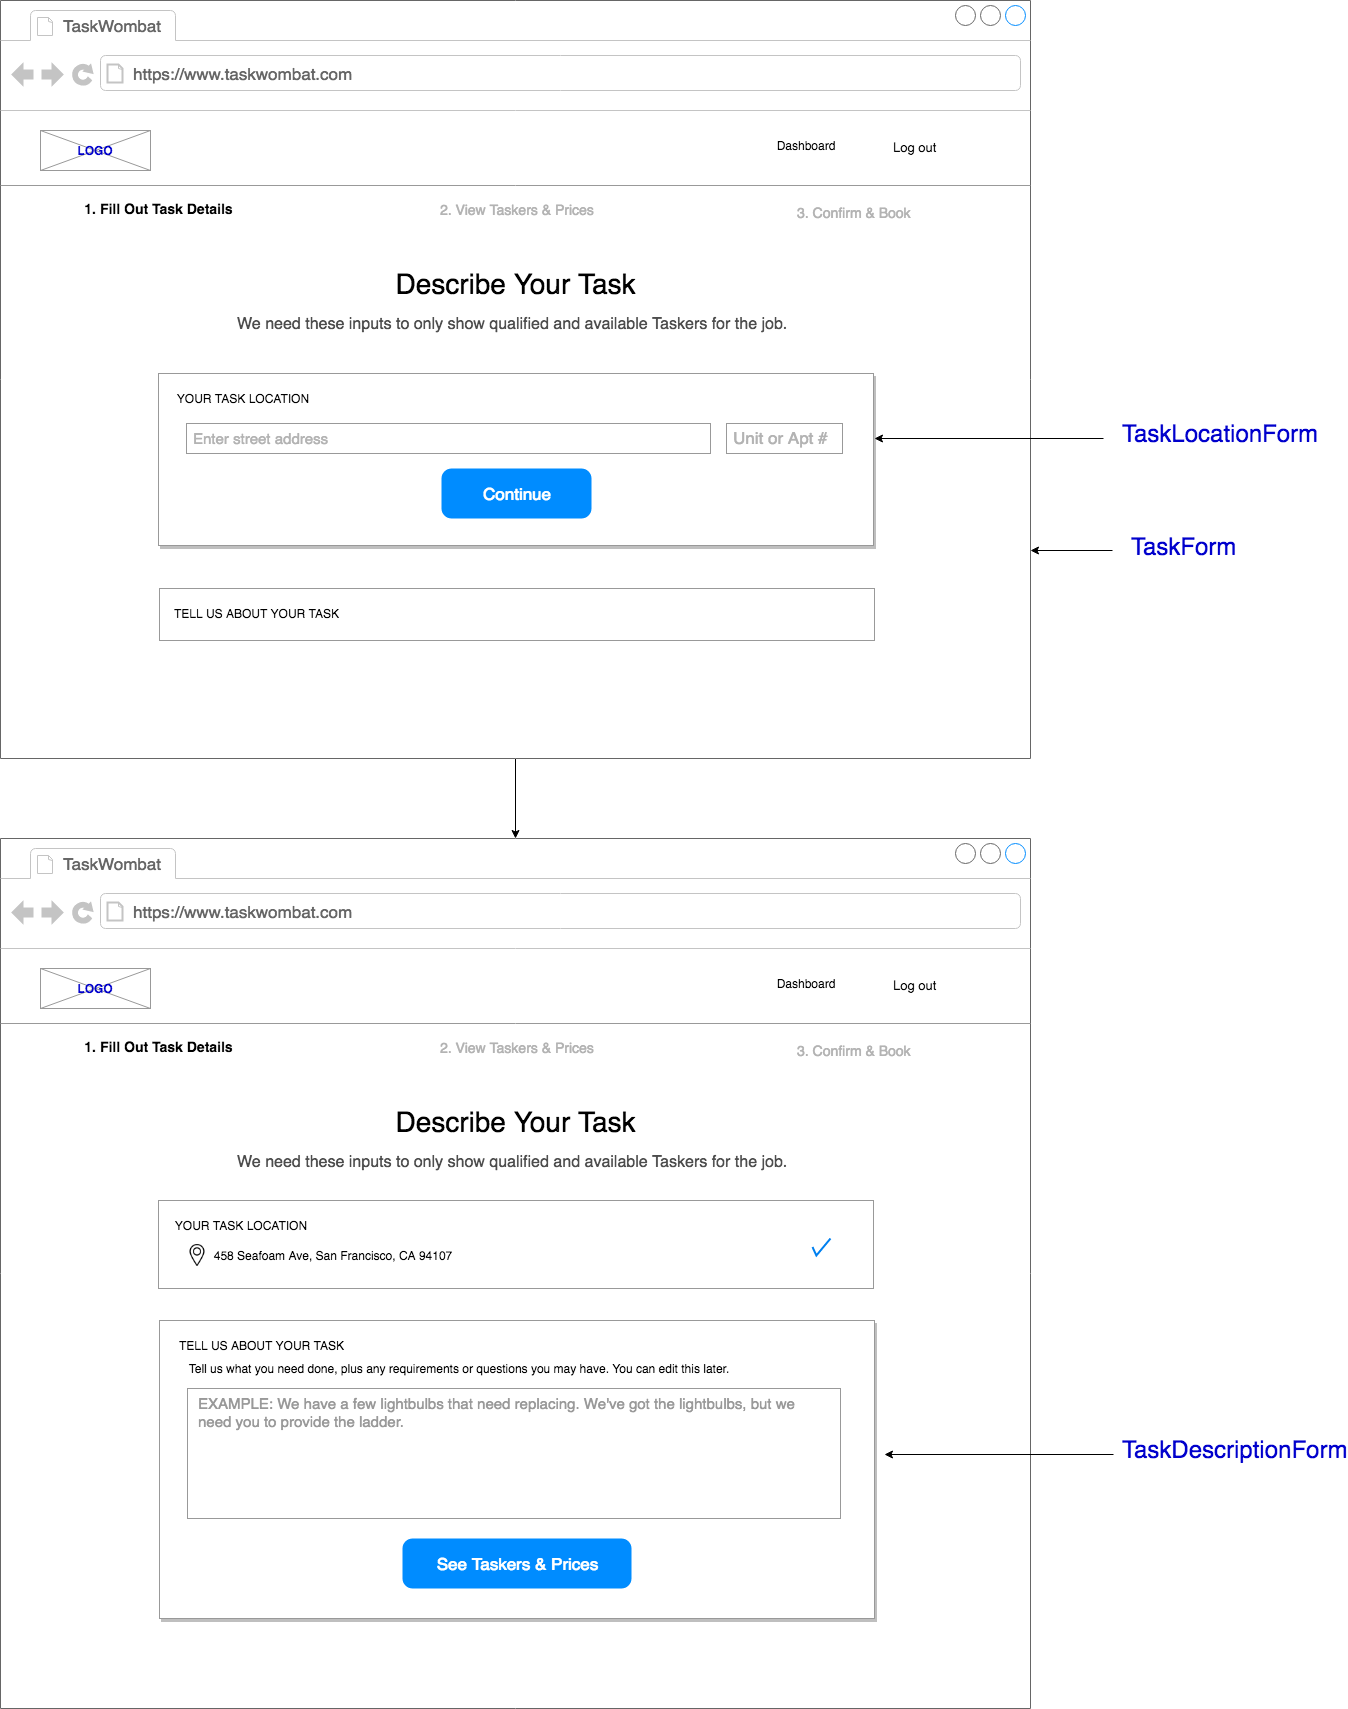 TaskWombat
https://www.taskwombat.com
LOGO
Dashboard
Log out
1. Fill Out Task Details
2. View Taskers & Prices
3. Confirm & Book
Describe Your Task
We need these inputs to only show qualified and available Taskers for the job.
YOUR TASK LOCATION
Enter street address
Unit or Apt #
TaskLocationForm
Continue
TaskForm
TELL US ABOUT YOUR TASK
TaskWombat
https://www.taskwombat.com
LOGO
Dashboard
Log out
1. Fill Out Task Details
2. View Taskers & Prices
3. Confirm & Book
Describe Your Task
We need these inputs to only show qualified and available Taskers for the job.
YOUR TASK LOCATION
458 Seafoam Ave, San Francisco, CA 94107
TELL US ABOUT YOUR TASK
Tell us what you need done, plus any requirements or questions you may have. You can edit this later.
EXAMPLE: We have a few lightbulbs that need replacing. We've got the lightbulbs, but we
need you to provide the ladder.
TaskDescriptionForm
See Taskers & Prices